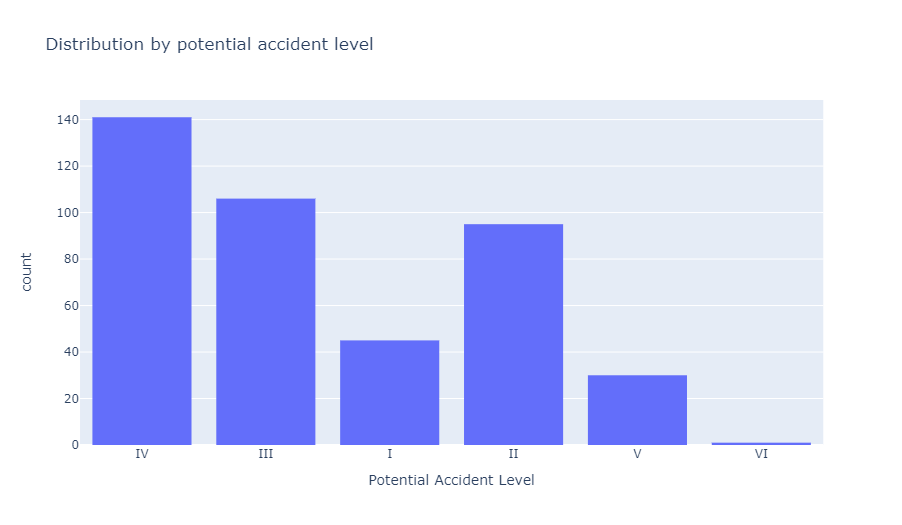 Distribution by potential accident level
140
120
100
80
60
40
20
0
count
IV III I II V VI
Potential Accident Level